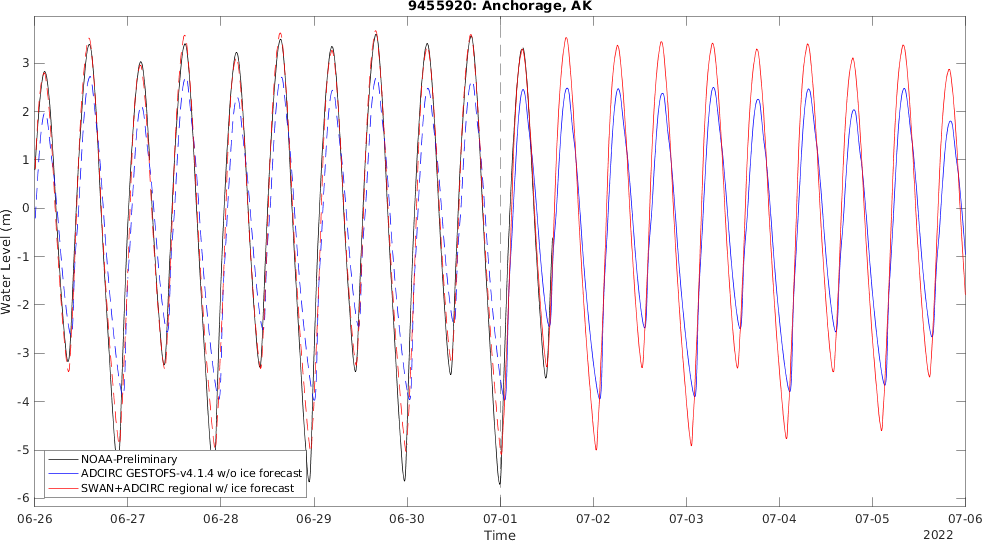 9455920: Anchorage, AK
Water Level (m)
3
2
1
0
-1
-2
-3
-4
-5
-6
NOAA-Preliminary
ADCIRC GESTOFS-v4.1.4 w/o ice forecast
SWAN+ADCIRC regional w/ ice forecast
06-26 06-27 06-28 06-29 06-30 07-01 07-02 07-03 07-04 07-05 07-06
Time
2022